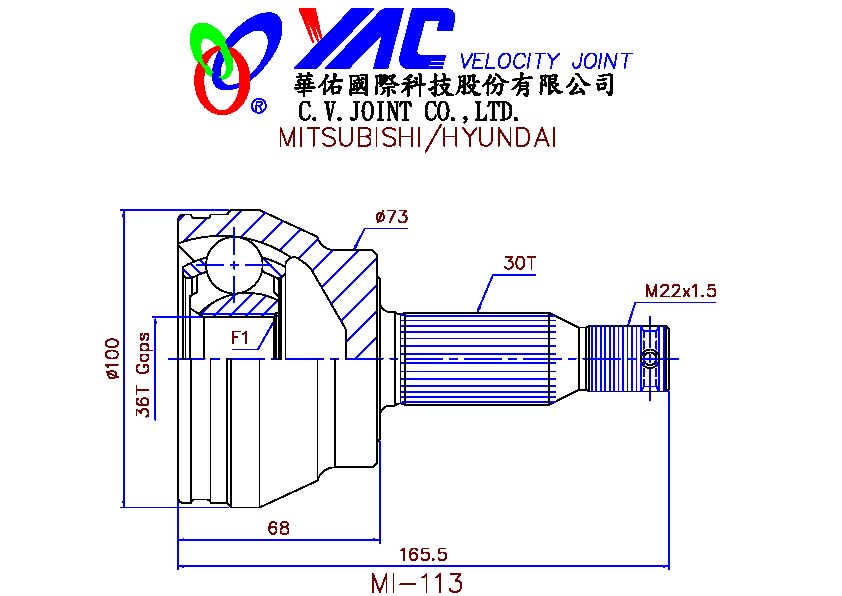 YAC VELOCITY JOINT
®
華佑國際科技股份有限公司
C.V.JOINT CO.,LTD.
MITSUBISHI/HYUNDAI
ø73
30T
M22x1.5
F1
ø100
36T Gaps
68
165.5
MI-113